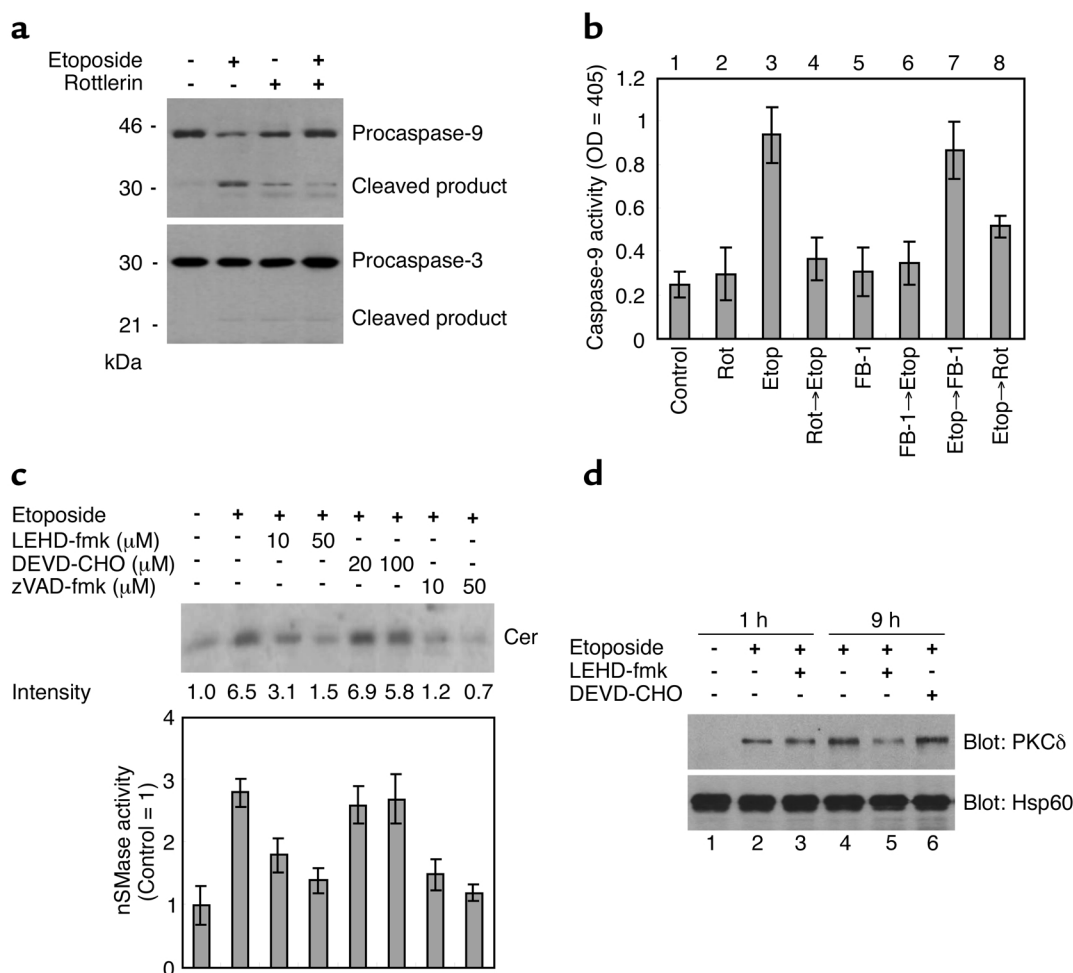 a
Etoposide - + - +
Rottlerin - - + +
46 -
Procaspase-9
30 -
Cleaved product
30 -
Procaspase-3
21 -
Cleaved product
kDa
b
1 2 3 4 5 6 7 8
Caspase-9 activity (OD = 405)
1.2
1
0.8
0.6
0.4
0.2
0
Control
Rot
Etop
Rot→Etop
FB-1
FB-1→Etop
Etop→FB-1
Etop→Rot
c
Etoposide - + + + + + + +
LEHD-fmk (μM) - - 10 50 - - - -
DEVD-CHO (μM) - - - - 20 100 - -
zVAD-fmk (μM) - - - - - - 10 50
Cer
Intensity 1.0 6.5 3.1 1.5 6.9 5.8 1.2 0.7
nSMase activity
(Control = 1)
4
3
2
1
0
d
1 h 9 h
Etoposide - + + + + +
LEHD-fmk - - + - + -
DEVD-CHO - - - - - +
Blot: PKCδ
Blot: Hsp60
1 2 3 4 5 6